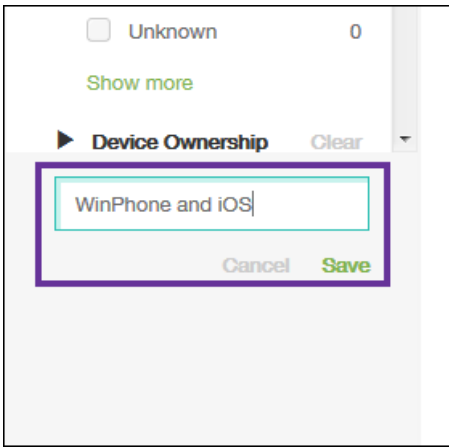 Unknown 0
Show more
Device Ownership Clear
WinPhone and iOS
Cancel Save